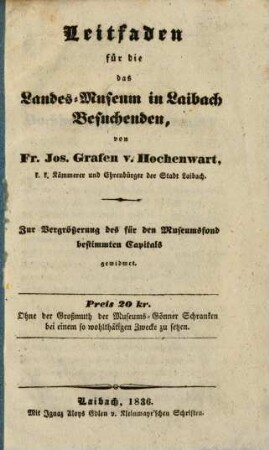 Leitfaden
für die
das
Landes-Museum in Laibach
Besuchenden,
von
Fr. Jos. Grafen v. Hochenwart,
k. k. Kämmerer und Ehrenbürger der Stadt Laibach.
Zur Vergrößerung des für den Museumsfond
bestimmten Capitals
gewidmet.
Preis 20 kr.
Ohne der Großmuth der Museums-Gönner Schranken
bei einem so wohlthätigen Zwecke zu setzen.
Laibach, 1836.
Mit Ignaz Aloys Edlen v. Kleinmayr'schen Schriften.